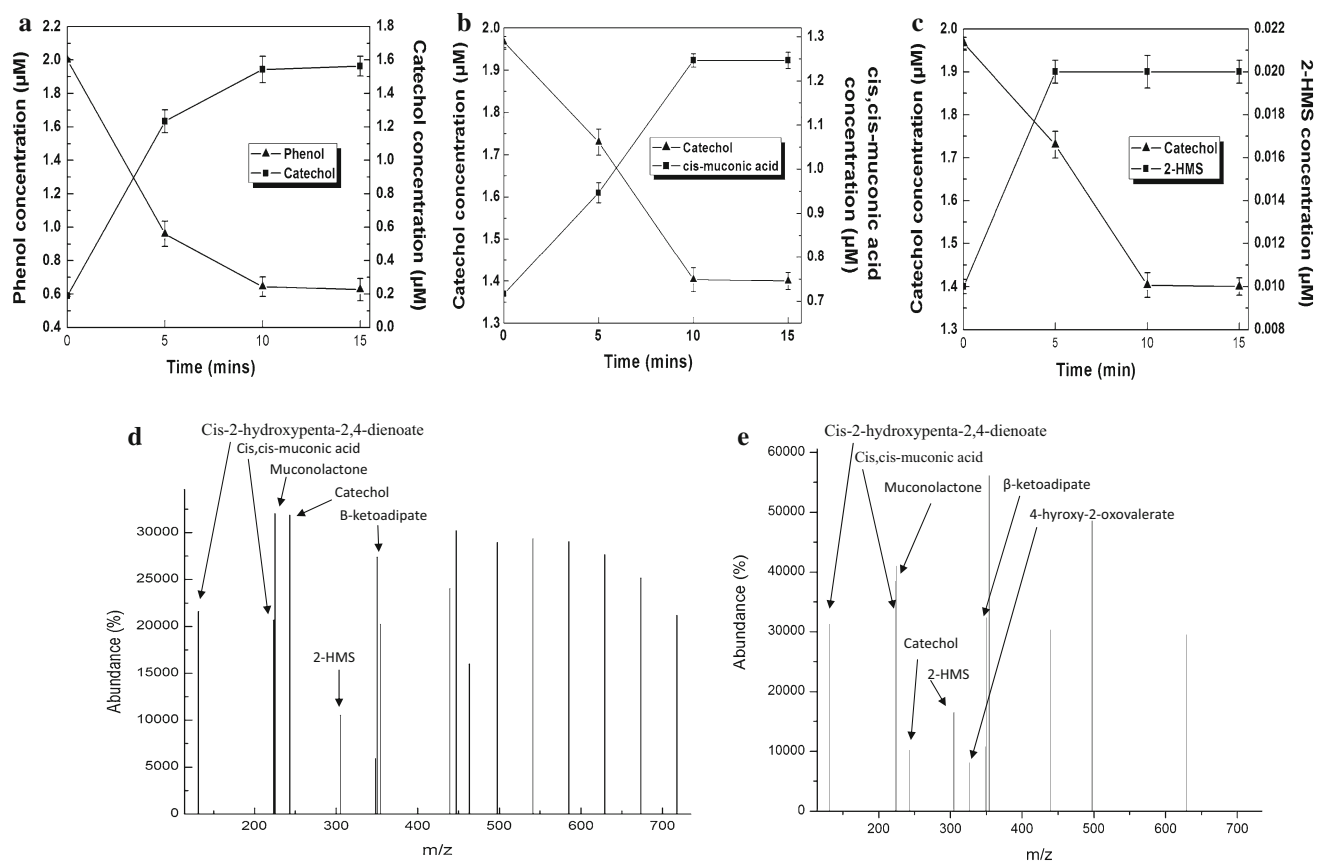 a
Phenol concentration (µM)
2.2
2.0
1.8
1.6
1.4
1.2
1.0
0.8
0.6
0.4
0
5
10
15
Time (mins)
Phenol
Catechol
1.8
1.6
1.4
1.2
1.0
0.8
0.6
0.4
0.2
0.0
Catechol concentration (µM)
b
Catechol concentration (µM)
2.0
1.9
1.8
1.7
1.6
1.5
1.4
1.3
0
5
10
15
Time (mins)
Catechol
cis-muconic acid
1.3
1.2
1.1
1.0
0.9
0.8
0.7
cis,cis-muconic acid
concentration (µM)
c
Catechol concentration (µM)
2.0
1.9
1.8
1.7
1.6
1.5
1.4
1.3
0
5
10
15
Time (min)
Catechol
2-HMS
0.022
0.020
0.018
0.016
0.014
0.012
0.010
0.008
2-HMS concentration (µM)
d
Cis-2-hydroxypenta-2,4-dienoate
Cis,cis-muconic acid
Muconolactone
Catechol
B-ketoadipate
2-HMS
Abundance (%)
30000
25000
20000
15000
10000
5000
0
200
300
400
500
600
700
m/z
e
Cis-2-hydroxypenta-2,4-dienoate
Cis,cis-muconic acid
Muconolactone
β-ketoadipate
4-hyroxy-2-oxovalerate
Catechol
2-HMS
Abundance (%)
60000
50000
40000
30000
20000
10000
0
200
300
400
500
600
700
m/z